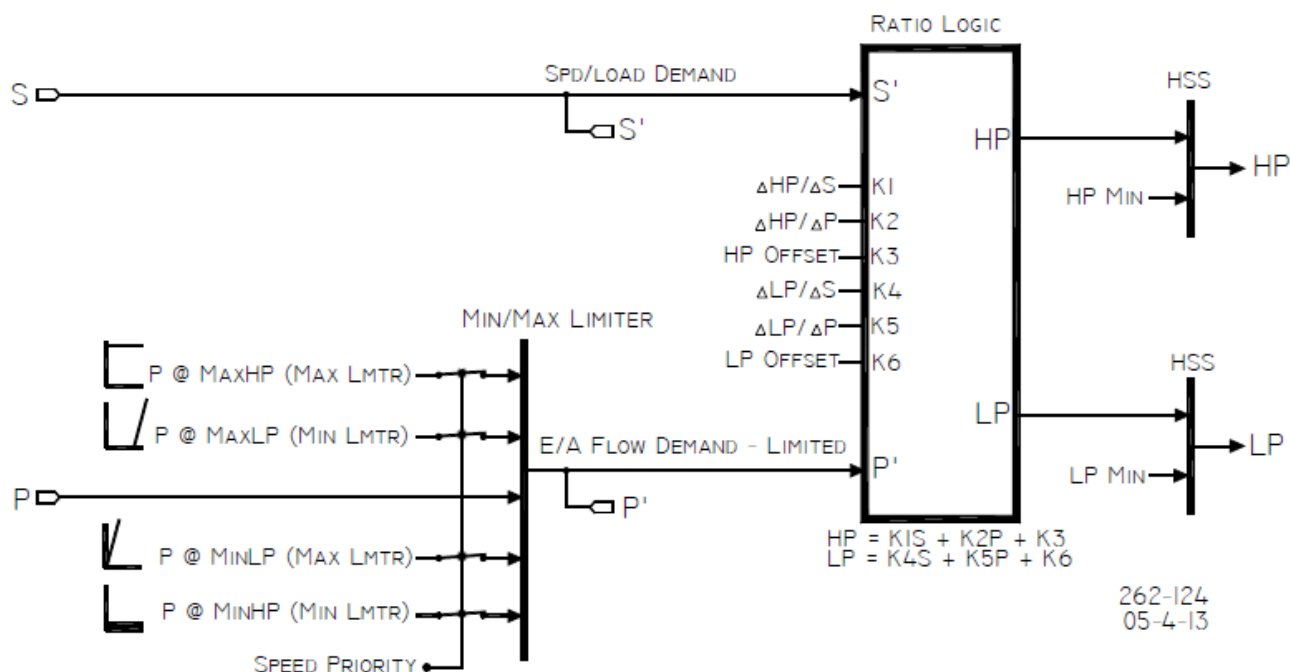 RATIO LOGIC
S
SPD/LOAD DEMAND
S'
S'
HSS
HP
HP
HP MIN
ΔHP/ΔS K1
ΔHP/ΔP K2
HP OFFSET K3
ΔLP/ΔS K4
ΔLP/ΔP K5
LP OFFSET K6
MIN/MAX LIMITER
P @ MAXHP (MAX LMTR)
P @ MAXLP (MIN LMTR)
HSS
LP
LP
LP MIN
E/A FLOW DEMAND - LIMITED
P'
P
P'
P @ MINLP (MAX LMTR)
P @ MINHP (MIN LMTR)
SPEED PRIORITY
HP = K1S + K2P + K3
LP = K4S + K5P + K6
262-124
05-4-13